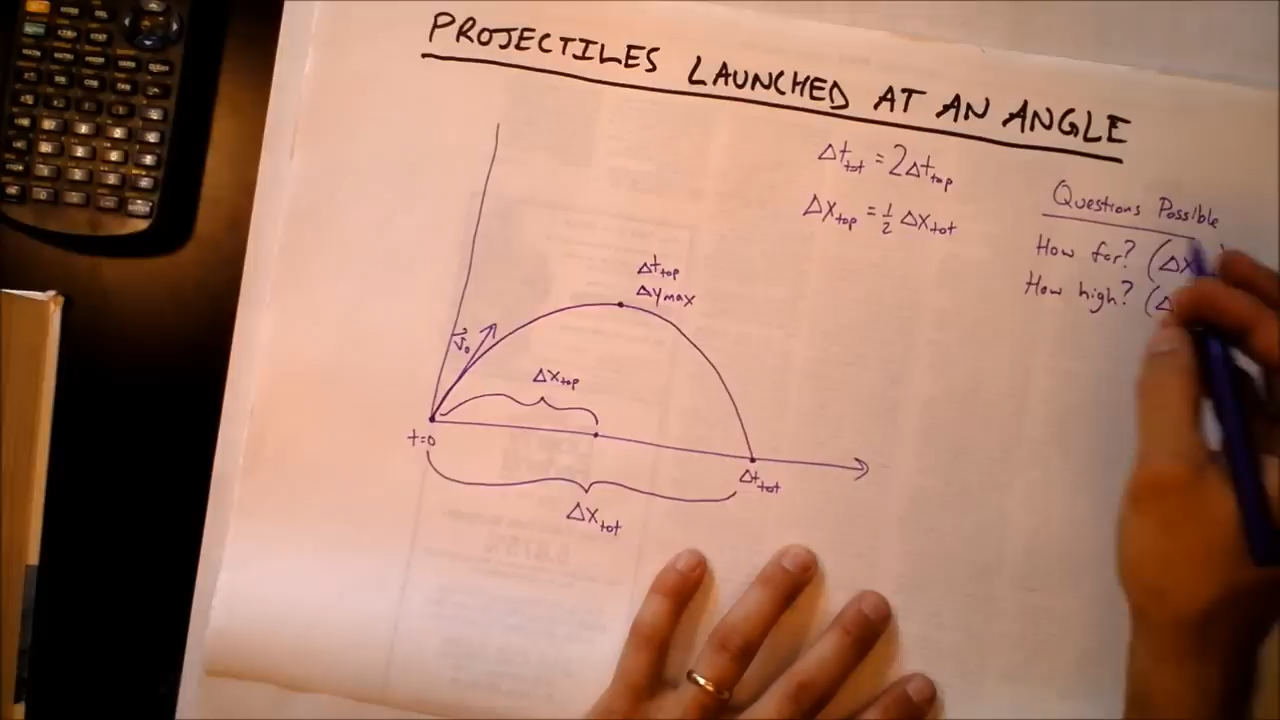 PROJECTILES LAUNCHED AT AN ANGLE
Δt_tot = 2Δt_top
Δx_top = 1/2 Δx_tot
Questions Possible
How far? (Δx
How high? (Δ
Δt_top
Δy_max
v⃗₀
Δx_top
t=0
Δt_tot
Δx_tot